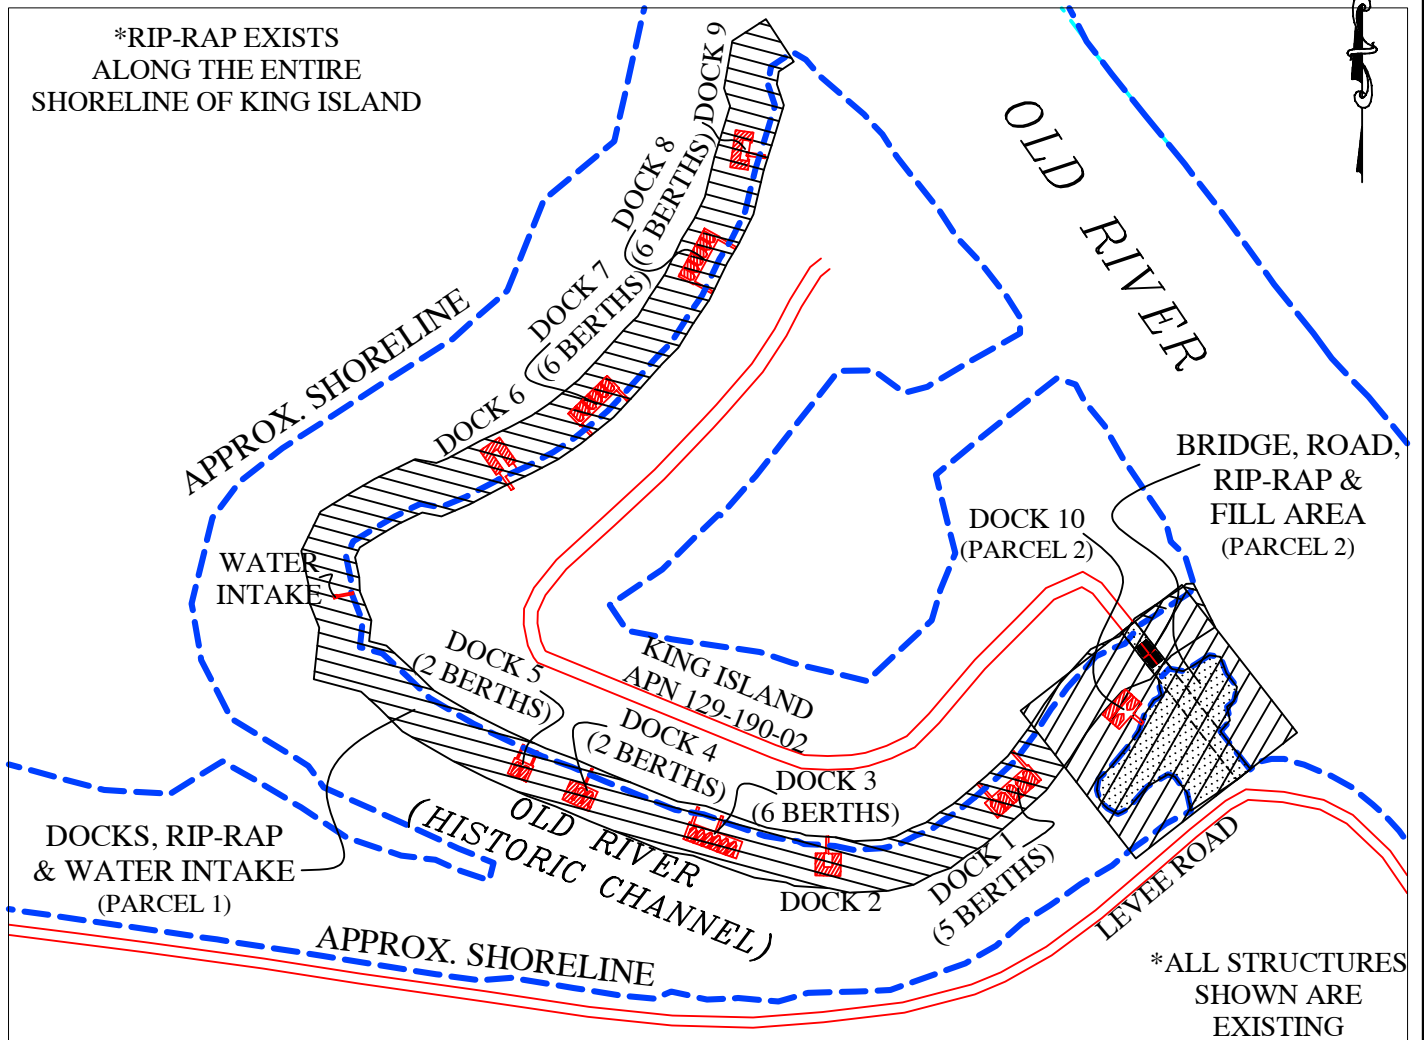 *RIP-RAP EXISTS
ALONG THE ENTIRE
SHORELINE OF KING ISLAND
DOCK 9
DOCK 8
(6 BERTHS)
DOCK 7
(6 BERTHS)
DOCK 6
OLD RIVER
APPROX. SHORELINE
BRIDGE, ROAD,
RIP-RAP &
FILL AREA
(PARCEL 2)
DOCK 10
(PARCEL 2)
WATER
INTAKE
KING ISLAND
APN 129-190-02
DOCK 5
(2 BERTHS)
DOCK 4
(2 BERTHS)
DOCK 3
(6 BERTHS)
DOCK 2
DOCK 1
(5 BERTHS)
OLD RIVER
(HISTORIC CHANNEL)
DOCKS, RIP-RAP
& WATER INTAKE
(PARCEL 1)
LEVEE ROAD
APPROX. SHORELINE
*ALL STRUCTURES
SHOWN ARE
EXISTING